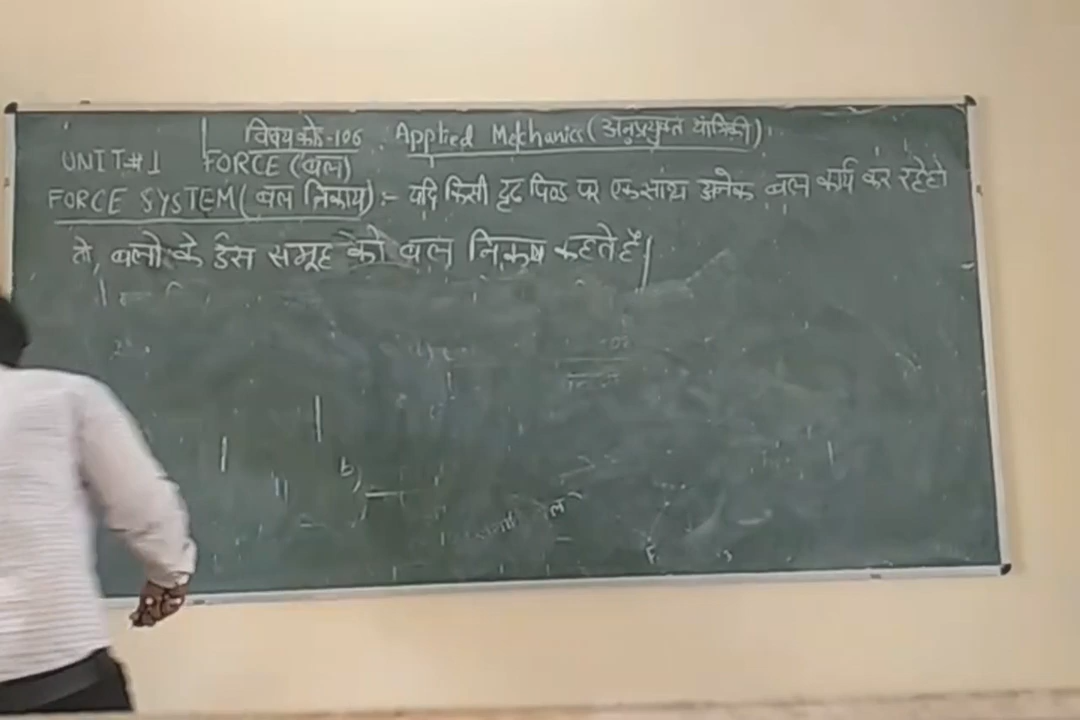 विषय कोड-106. Applied Mechanics (अनुप्रयुक्त यांत्रिकी).
UNIT#1 FORCE (बल)
FORCE SYSTEM (बल निकाय) :- यदि किसी दृढ पिण्ड पर एक साथ अनेक बल कार्य कर रहे हो
तो, बलो के इस समूह को बल निकाय कहते है|
b)
F